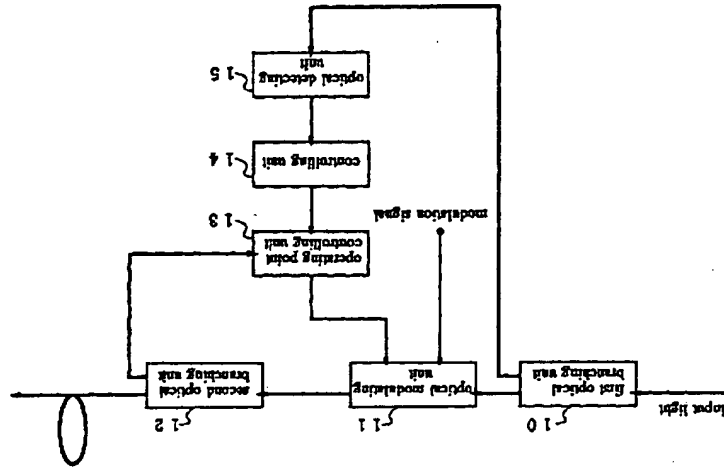 1 0
1 1
1 2
Input light
first optical
branching unit
optical modulating
unit
second optical
branching unit
modulation signal
operating point
controlling unit
1 3
controlling unit
1 4
optical detecting
unit
1 5